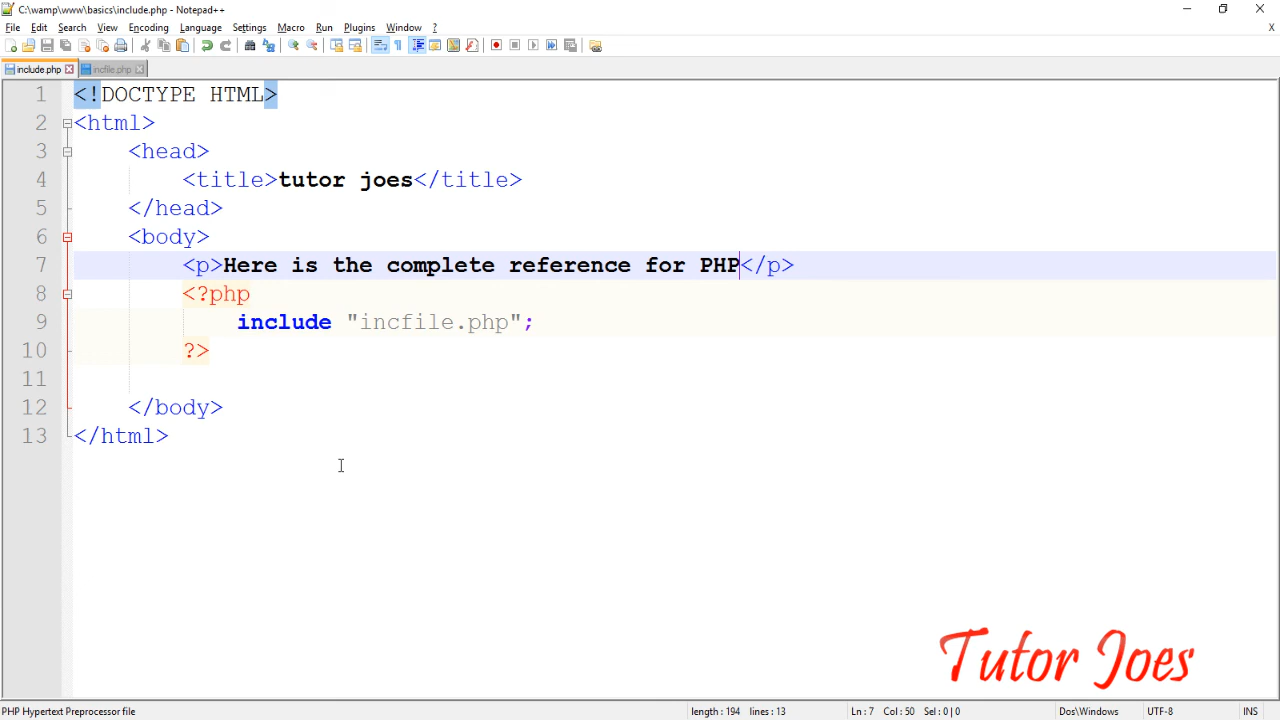 C:\wamp\www\basics\include.php - Notepad++
File Edit Search View Encoding Language Settings Macro Run Plugins Window ? X
include.php incfile.php
1 <!DOCTYPE HTML>
2 <html>
3 <head>
4 <title>tutor joes</title>
5 </head>
6 <body>
7 <p>Here is the complete reference for PHP</p>
8 <?php
9 include "incfile.php";
10 ?>
11
12 </body>
13 </html>
Tutor Joes
PHP Hypertext Preprocessor file length : 194 lines : 13 Ln : 7 Col : 50 Sel : 0 | 0 Dos\Windows UTF-8 INS